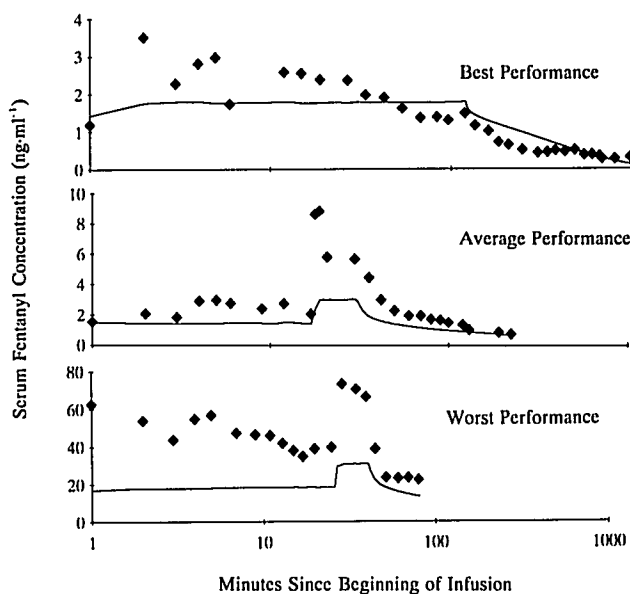 4
3
2
1
0
Best Performance
10
8
6
4
2
0
Average Performance
80
60
40
20
0
Worst Performance
1 10 100 1000
Minutes Since Beginning of Infusion
Serum Fentanyl Concentration (ng·ml⁻¹)